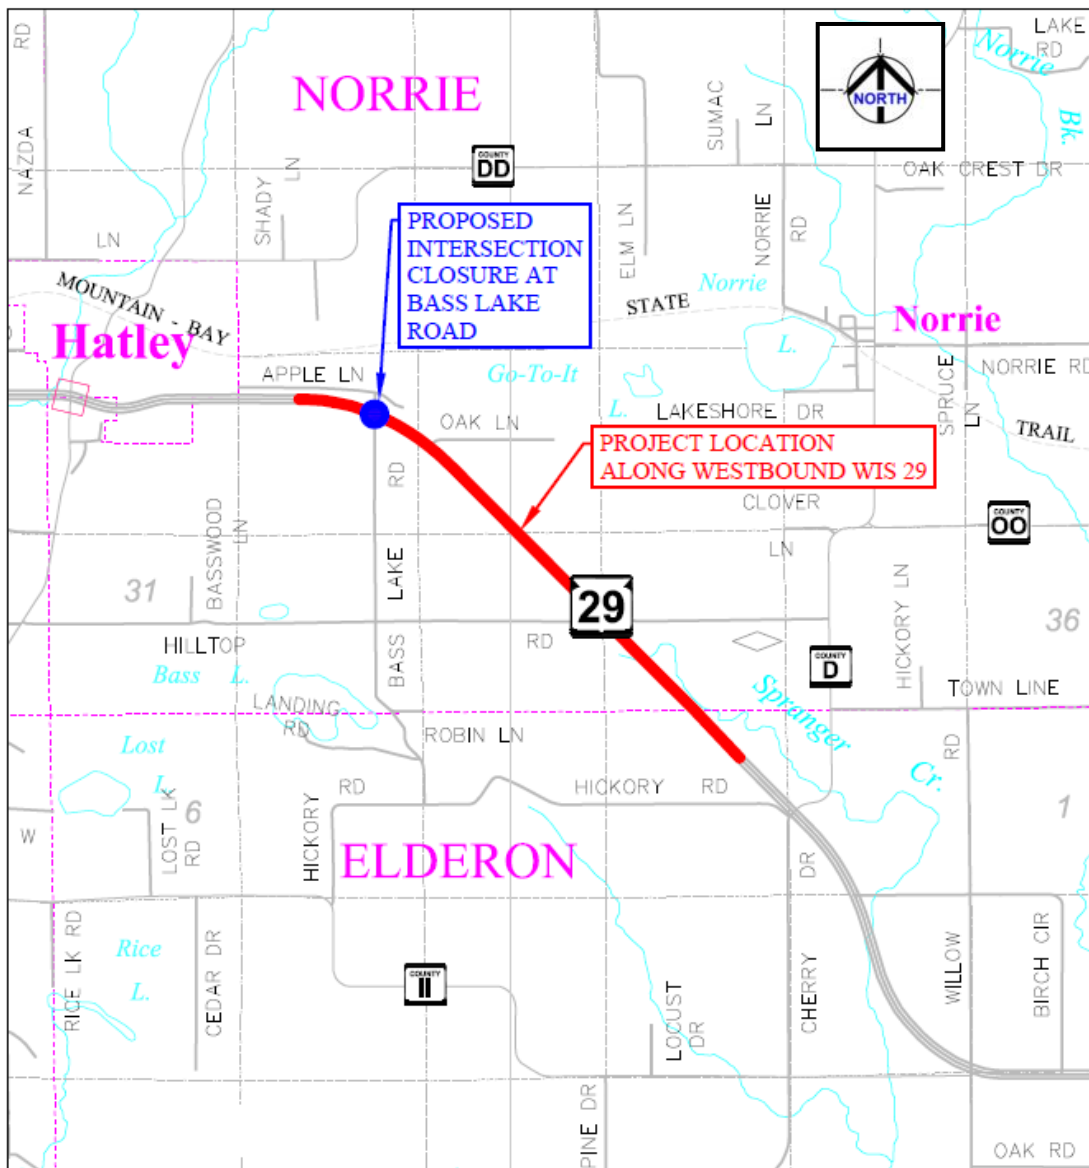 LAKE
RD
RD
NORRIE
Norrie
Bk.
NORTH
SUMAC
LN
NAZDA
COUNTY
DD
OAK CREST DR
SHADY
LN
PROPOSED
INTERSECTION
CLOSURE AT
BASS LAKE
ROAD
ELM LN
NORRIE
RD
LN
MOUNTAIN - BAY
STATE
Norrie
L.
Norrie
Hatley
APPLE LN
Go-To-It
L.
LAKESHORE DR
SPRUCE
LN
NORRIE RD
TRAIL
OAK LN
PROJECT LOCATION
ALONG WESTBOUND WIS 29
RD
CLOVER
LN
COUNTY
OO
BASSWOOD
LN
31
LAKE
29
HICKORY LN
36
HILLTOP
RD
COUNTY
D
Bass L.
BASS
TOWN LINE
RD
LANDING
RD
ROBIN LN
Spranger
Cr.
Lost
L.
RD
HICKORY RD
LOST LK
RD
6
HICKORY
1
W
ELDERON
DR
RICE LK RD
Rice
L.
CEDAR DR
COUNTY
II
LOCUST
DR
CHERRY
WILLOW
BIRCH CIR
PINE DR
OAK RD